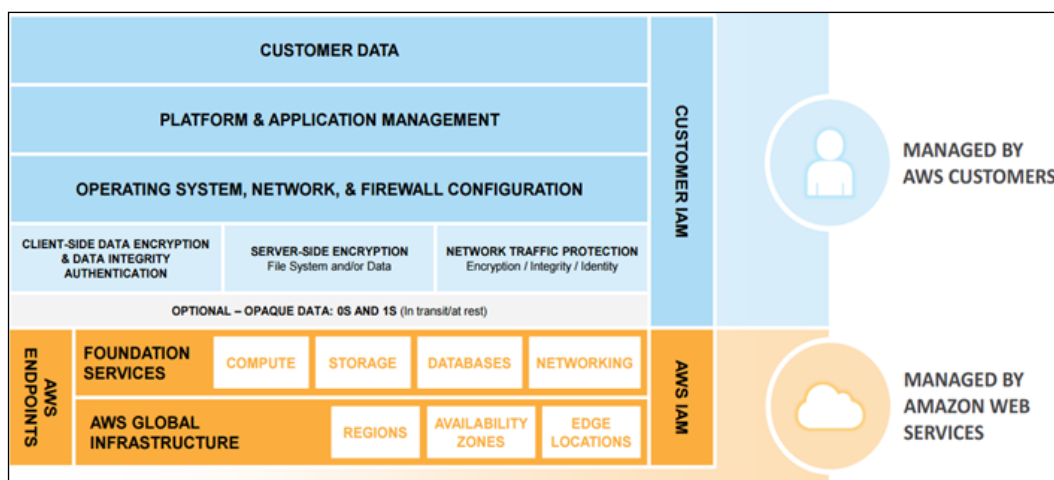 CUSTOMER DATA
PLATFORM & APPLICATION MANAGEMENT
OPERATING SYSTEM, NETWORK, & FIREWALL CONFIGURATION
CLIENT-SIDE DATA ENCRYPTION
& DATA INTEGRITY
AUTHENTICATION
SERVER-SIDE ENCRYPTION
File System and/or Data
NETWORK TRAFFIC PROTECTION
Encryption / Integrity / Identity
OPTIONAL – OPAQUE DATA: 0S AND 1S (In transit/at rest)
CUSTOMER IAM
MANAGED BY
AWS CUSTOMERS
AWS
ENDPOINTS
FOUNDATION
SERVICES
COMPUTE
STORAGE
DATABASES
NETWORKING
AWS GLOBAL
INFRASTRUCTURE
REGIONS
AVAILABILITY
ZONES
EDGE
LOCATIONS
AWS IAM
MANAGED BY
AMAZON WEB
SERVICES